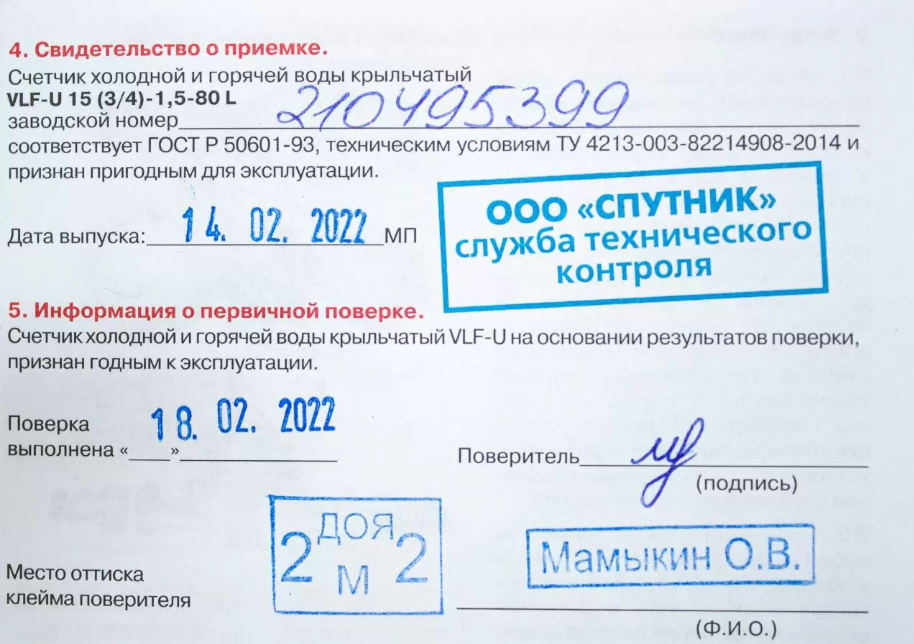 4. Свидетельство о приемке.
Счетчик холодной и горячей воды крыльчатый
VLF-U 15 (3/4)-1,5-80 L
заводской номер 210495399
соответствует ГОСТ Р 50601-93, техническим условиям ТУ 4213-003-82214908-2014 и
признан пригодным для эксплуатации.
Дата выпуска: 14. 02. 2022 МП
ООО «СПУТНИК»
служба технического
контроля
5. Информация о первичной поверке.
Счетчик холодной и горячей воды крыльчатый VLF-U на основании результатов поверки,
признан годным к эксплуатации.
Поверка
18. 02. 2022
выполнена «__»
Поверитель
(подпись)
Место оттиска
клейма поверителя
ДОЯ
2 М 2
Мамыкин О.В.
(Ф.И.О.)